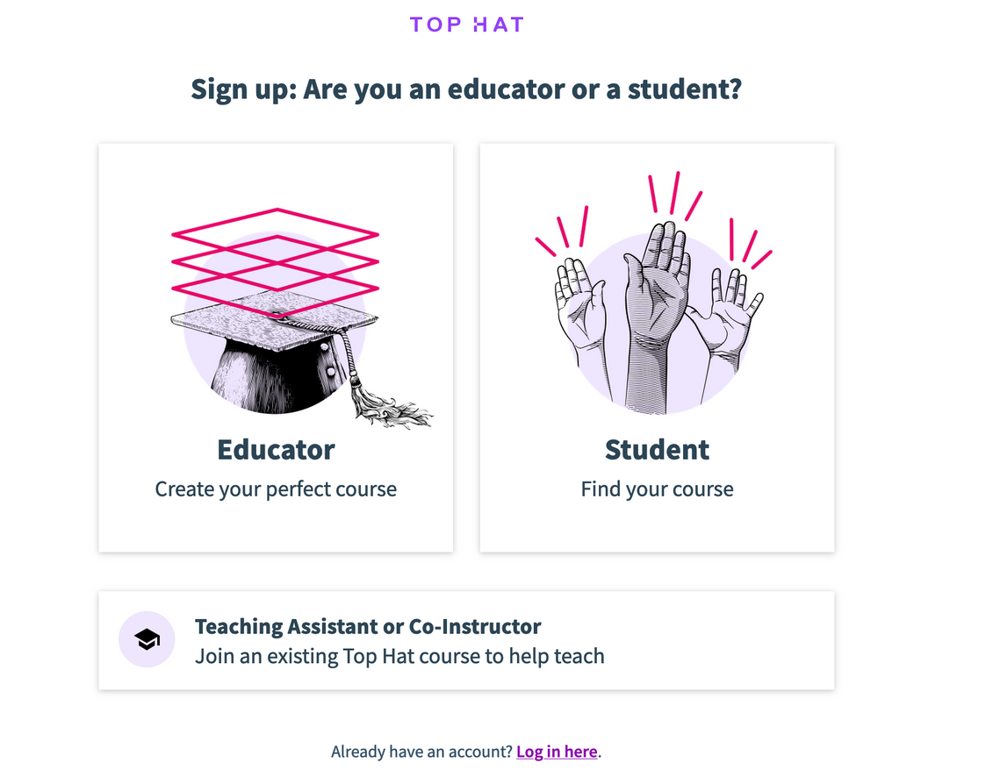 TOP HAT
Sign up: Are you an educator or a student?
Educator
Create your perfect course
Student
Find your course
Teaching Assistant or Co-Instructor
Join an existing Top Hat course to help teach
Already have an account? Log in here.